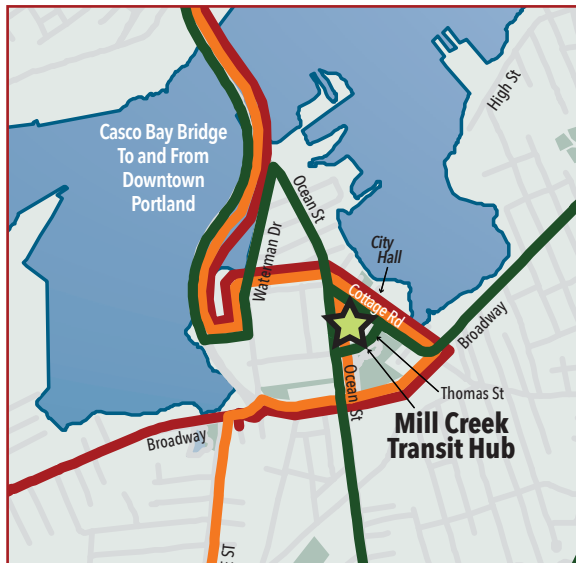 High St
Casco Bay Bridge
To and From
Downtown
Portland
Ocean St
Waterman Dr
City
Hall
Cottage Rd
Broadway
Ocean St
Thomas St
Mill Creek
Transit Hub
Broadway
ST